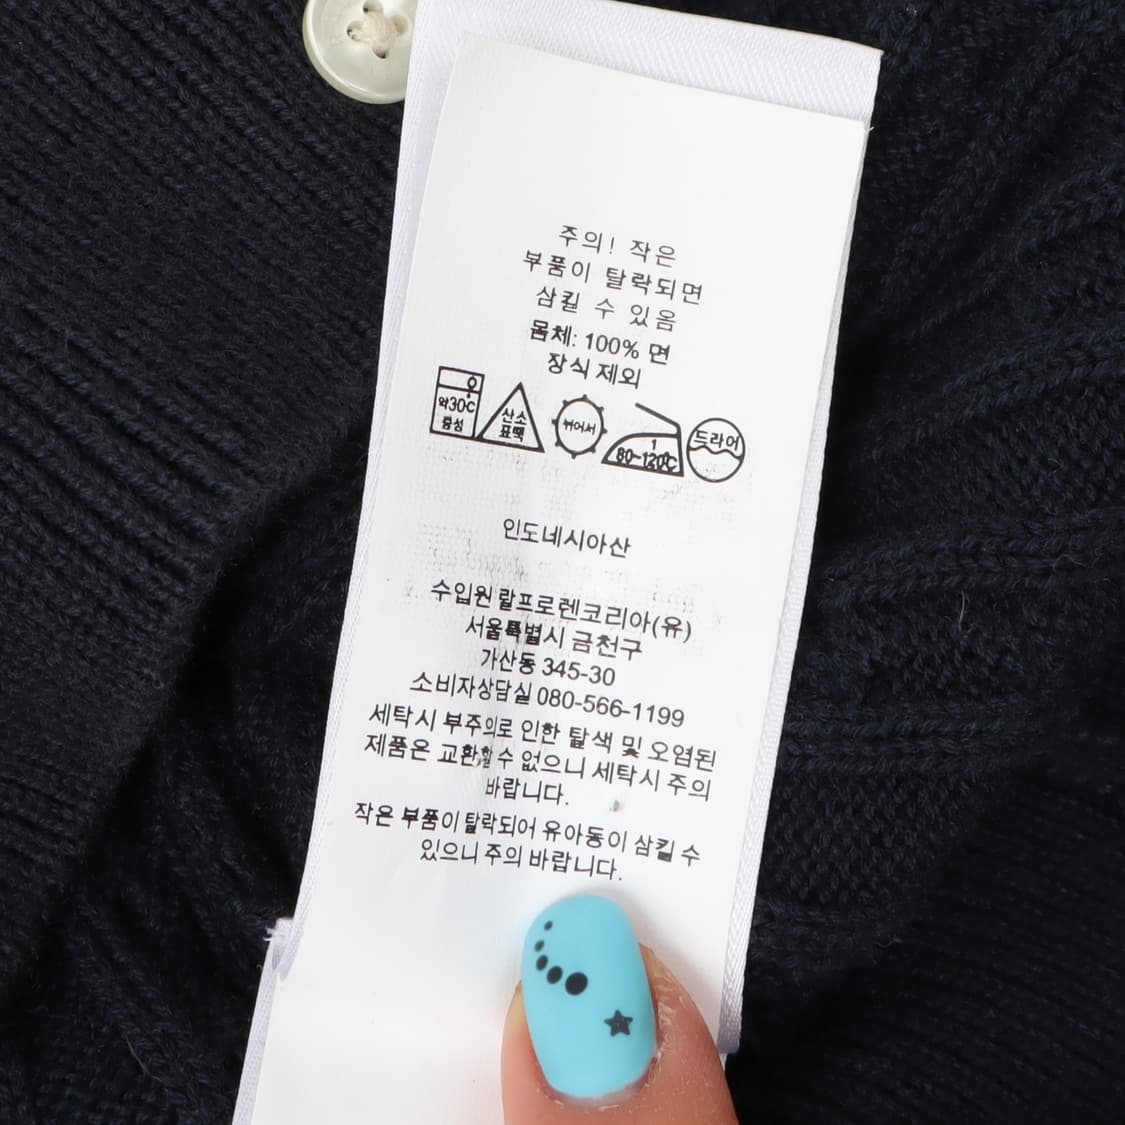 주의! 작은
부품이 탈락되면
삼킬 수 있음
몸체: 100% 면
장식 제외
약30℃
중성
산소
표백
뉘어서
1
80~120℃
드라이
인도네시아산
수입원 랄프로렌코리아(유)
서울특별시 금천구
가산동 345-30
소비자상담실 080-566-1199
세탁시 부주의로 인한 탈색 및 오염된
제품은 교환할 수 없으니 세탁시 주의
바랍니다.
작은 부품이 탈락되어 유아동이 삼킬 수
있으니 주의 바랍니다.